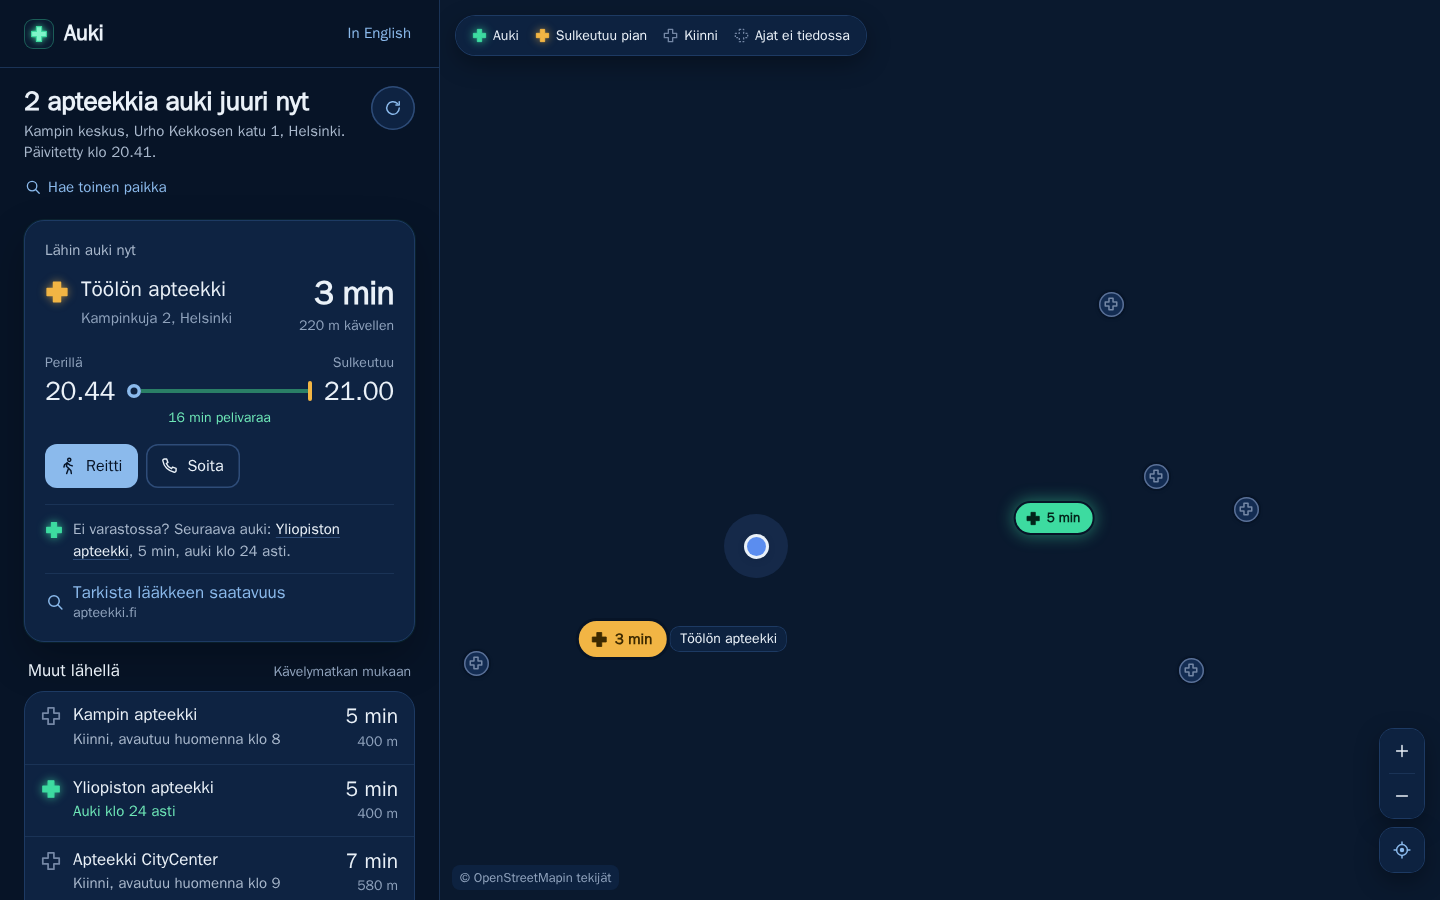 Auki
In English
2 apteekkia auki juuri nyt
Kampin keskus, Urho Kekkosen katu 1, Helsinki.
Päivitetty klo 20.41.
Hae toinen paikka
Lähin auki nyt
Töölön apteekki
3 min
Kampinkuja 2, Helsinki
220 m kävellen
Perillä
Sulkeutuu
20.44
21.00
16 min pelivaraa
Reitti
Soita
Ei varastossa? Seuraava auki: Yliopiston
apteekki, 5 min, auki klo 24 asti.
Tarkista lääkkeen saatavuus
apteekki.fi
Muut lähellä
Kävelymatkan mukaan
Kampin apteekki
5 min
Kiinni, avautuu huomenna klo 8
400 m
Yliopiston apteekki
5 min
Auki klo 24 asti
400 m
Apteekki CityCenter
7 min
Kiinni, avautuu huomenna klo 9
580 m
Auki
Sulkeutuu pian
Kiinni
Ajat ei tiedossa
5 min
3 min
Töölön apteekki
© OpenStreetMapin tekijät